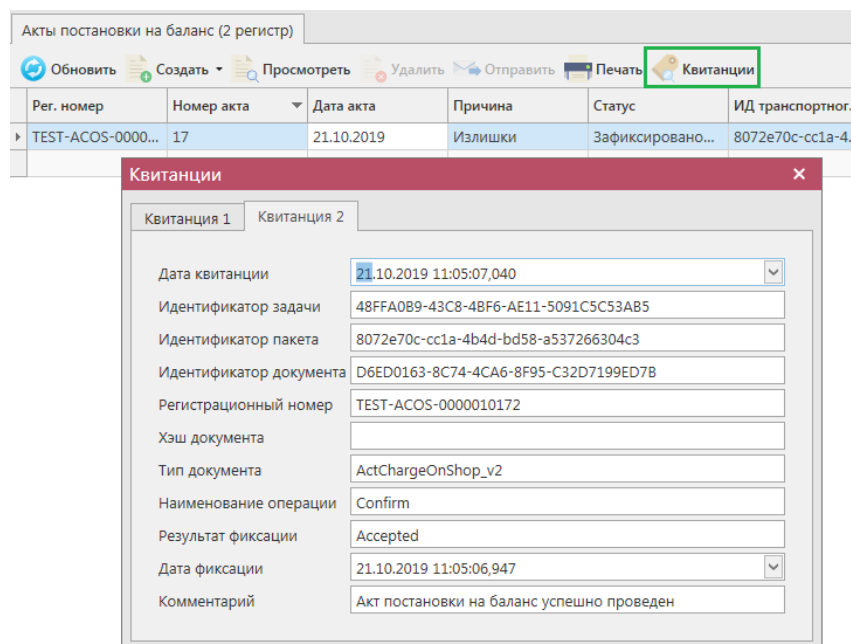 Акты постановки на баланс (2 регистр)
Обновить Создать Просмотреть Удалить Отправить Печать Квитанции
Рег. номер Номер акта Дата акта Причина Статус ИД транспортног.
TEST-ACOS-0000... 17 21.10.2019 Излишки Зафиксировано... 8072e70c-cc1a-4.
Квитанции
Квитанция 1 Квитанция 2
Дата квитанции 21.10.2019 11:05:07,040
Идентификатор задачи 48FFA0B9-43C8-4BF6-AE11-5091C5C53AB5
Идентификатор пакета 8072e70c-cc1a-4b4d-bd58-a537266304c3
Идентификатор документа D6ED0163-8C74-4CA6-8F95-C32D7199ED7B
Регистрационный номер TEST-ACOS-0000010172
Хэш документа
Тип документа ActChargeOnShop_v2
Наименование операции Confirm
Результат фиксации Accepted
Дата фиксации 21.10.2019 11:05:06,947
Комментарий Акт постановки на баланс успешно проведен